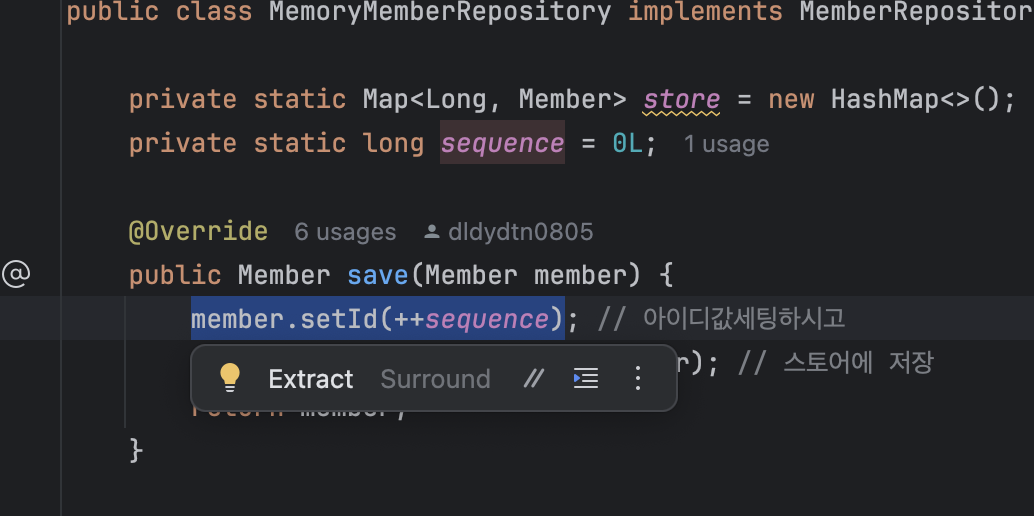 public class MemoryMemberRepository implements MemberRepositor
private static Map<Long, Member> store = new HashMap<>();
private static long sequence = 0L; 1 usage
@Override 6 usages dldydtn0805
@
public Member save(Member member) {
member.setId(++sequence); // 아이디값세팅하시고
r); // 스토어에 저장
Extract Surround //
return member;
}